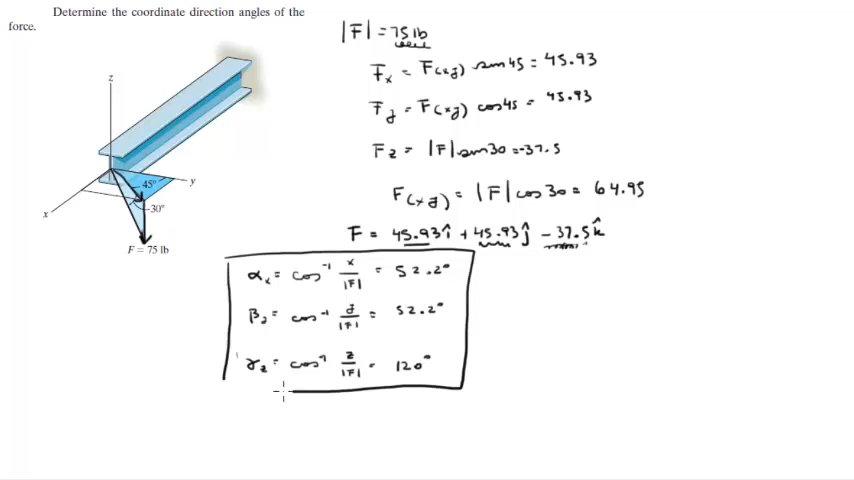 Determine the coordinate direction angles of the
force.
z
45°
y
x
30°
F = 75 lb
|F| = 75 lb
Fx = F(xy) sin45 = 45.93
Fy = F(xy) cos45 = 45.93
Fz = |F| sin30 = -37.5
F(xy) = |F| cos30 = 64.95
F = 45.93î + 45.93ĵ - 37.5k̂
αx = cos⁻¹ x/|F| = 52.2°
βy = cos⁻¹ y/|F| = 52.2°
γz = cos⁻¹ z/|F| = 120°